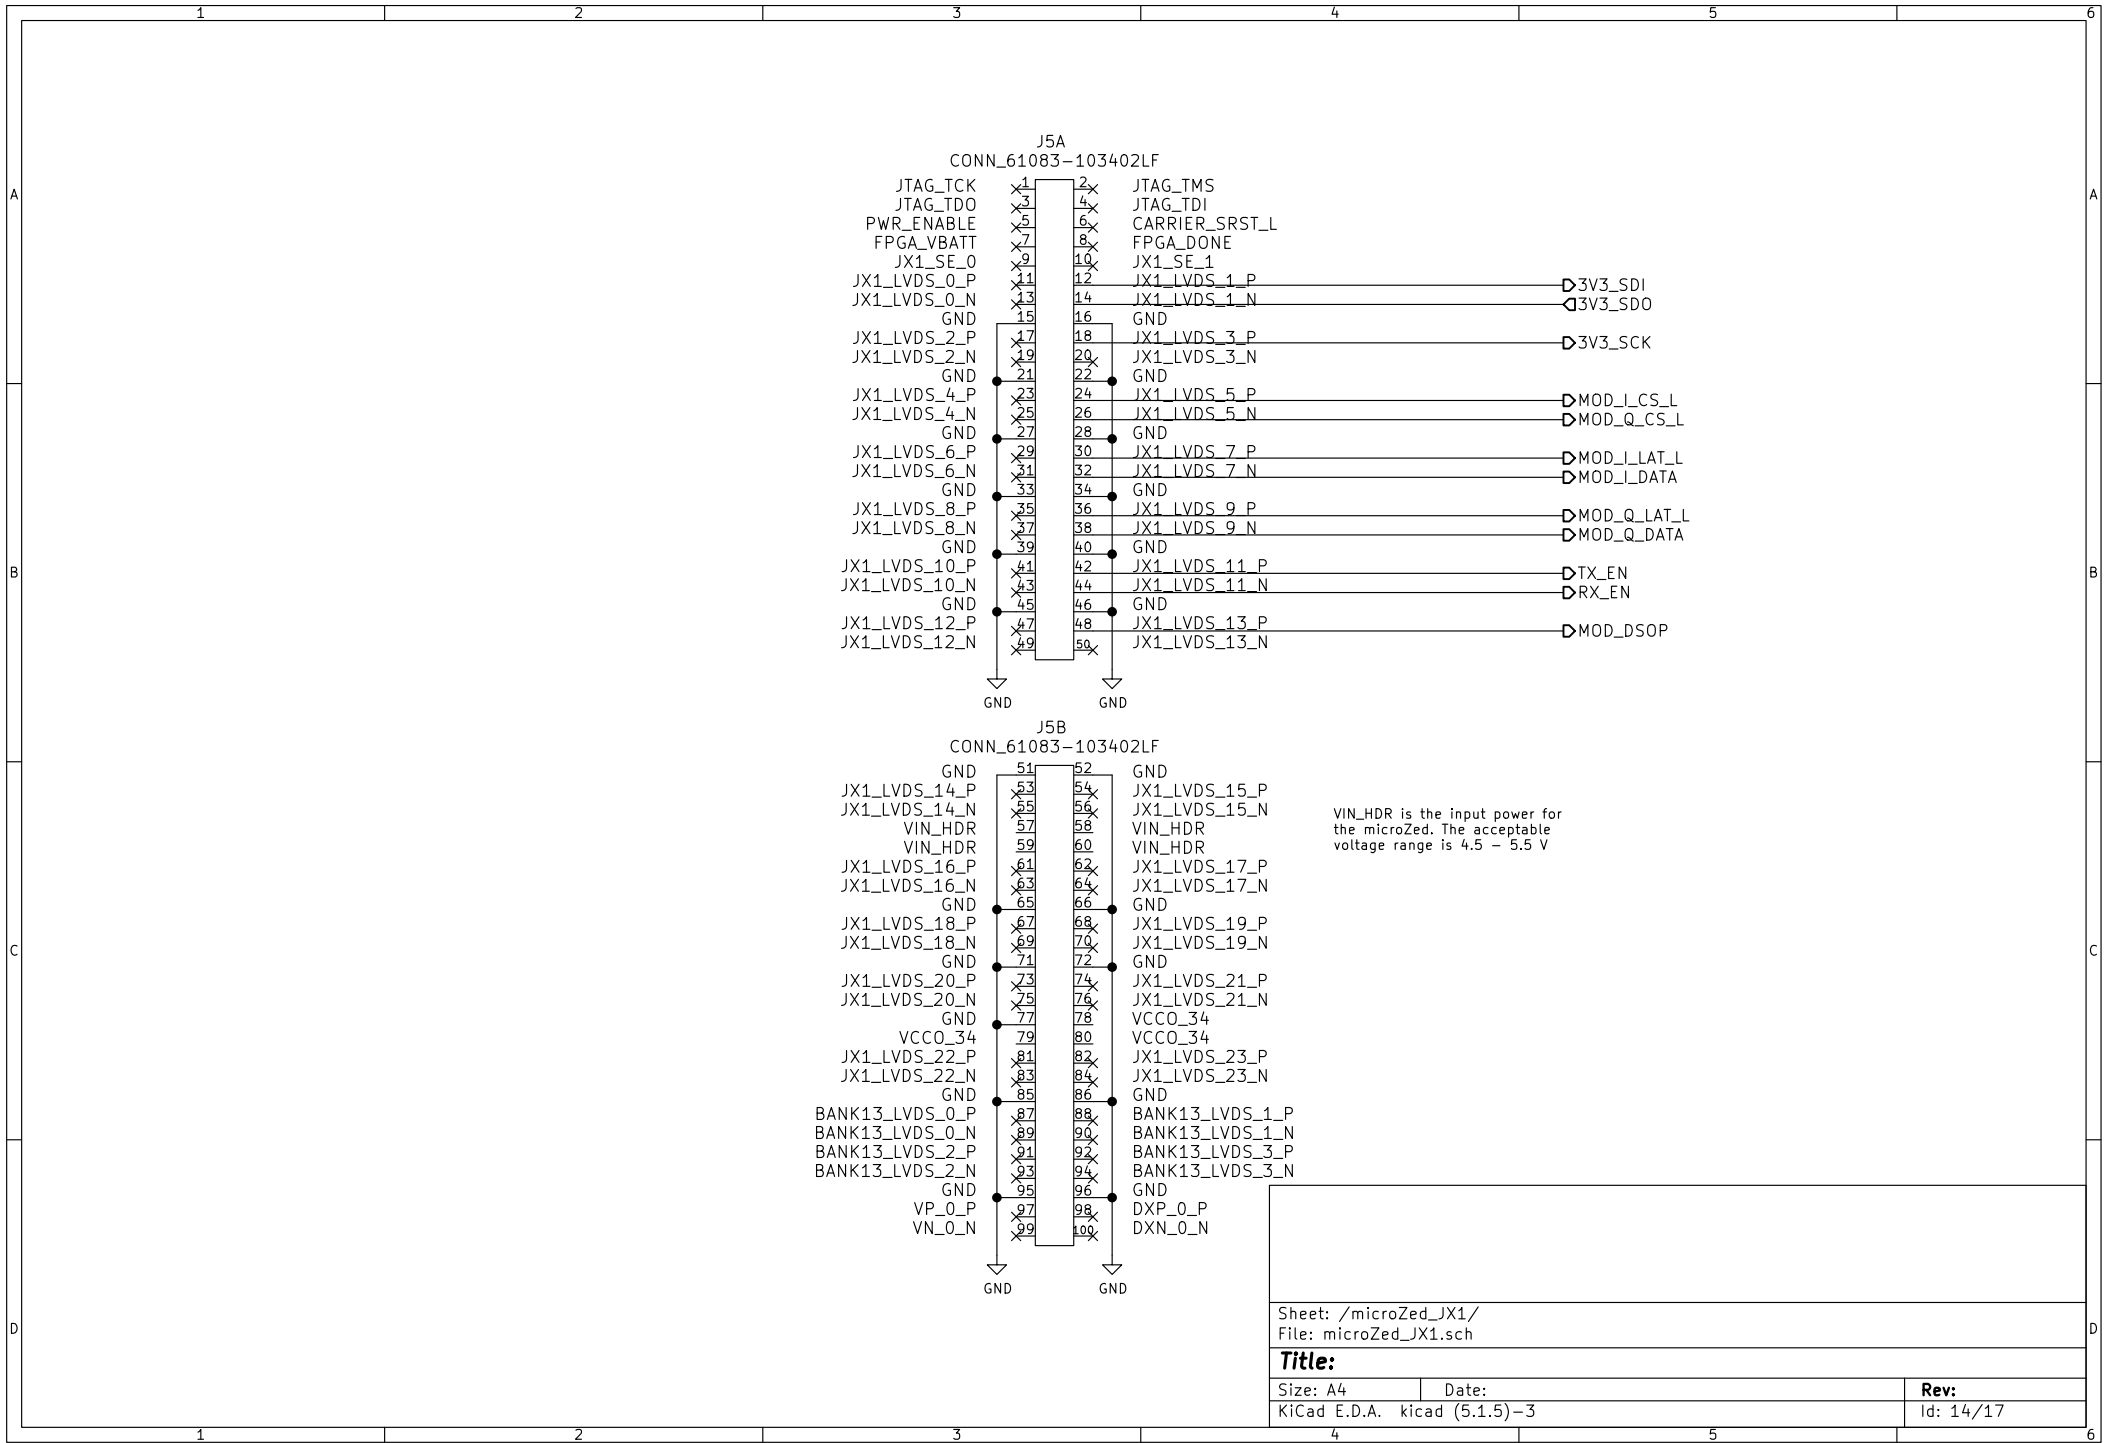 1 2 3 4 5 6
J5A
CONN_61083-103402LF
JTAG_TCK 1 2 JTAG_TMS
JTAG_TDO 3 4 JTAG_TDI
A A
PWR_ENABLE 5 6 CARRIER_SRST_L
FPGA_VBATT 7 8 FPGA_DONE
JX1_SE_0 9 10 JX1_SE_1
JX1_LVDS_0_P 11 12 JX1_LVDS_1_P 3V3_SDI
JX1_LVDS_0_N 13 14 JX1_LVDS_1_N 3V3_SDO
GND 15 16 GND
JX1_LVDS_2_P 17 18 JX1_LVDS_3_P 3V3_SCK
JX1_LVDS_2_N 19 20 JX1_LVDS_3_N
GND 21 22 GND
JX1_LVDS_4_P 23 24 JX1_LVDS_5_P MOD_I_CS_L
JX1_LVDS_4_N 25 26 JX1_LVDS_5_N MOD_Q_CS_L
GND 27 28 GND
JX1_LVDS_6_P 29 30 JX1_LVDS_7_P MOD_I_LAT_L
JX1_LVDS_6_N 31 32 JX1_LVDS_7_N MOD_I_DATA
GND 33 34 GND
JX1_LVDS_8_P 35 36 JX1_LVDS_9_P MOD_Q_LAT_L
JX1_LVDS_8_N 37 38 JX1_LVDS_9_N MOD_Q_DATA
GND 39 40 GND
B B
JX1_LVDS_10_P 41 42 JX1_LVDS_11_P TX_EN
JX1_LVDS_10_N 43 44 JX1_LVDS_11_N RX_EN
GND 45 46 GND
JX1_LVDS_12_P 47 48 JX1_LVDS_13_P MOD_DSOP
JX1_LVDS_12_N 49 50 JX1_LVDS_13_N
GND GND
J5B
CONN_61083-103402LF
GND 51 52 GND
JX1_LVDS_14_P 53 54 JX1_LVDS_15_P
JX1_LVDS_14_N 55 56 JX1_LVDS_15_N
VIN_HDR 57 58 VIN_HDR
VIN_HDR 59 60 VIN_HDR
VIN_HDR is the input power for
the microZed. The acceptable
voltage range is 4.5 - 5.5 V
JX1_LVDS_16_P 61 62 JX1_LVDS_17_P
JX1_LVDS_16_N 63 64 JX1_LVDS_17_N
GND 65 66 GND
JX1_LVDS_18_P 67 68 JX1_LVDS_19_P
JX1_LVDS_18_N 69 70 JX1_LVDS_19_N
C C
GND 71 72 GND
JX1_LVDS_20_P 73 74 JX1_LVDS_21_P
JX1_LVDS_20_N 75 76 JX1_LVDS_21_N
GND 77 78 VCCO_34
VCCO_34 79 80 VCCO_34
JX1_LVDS_22_P 81 82 JX1_LVDS_23_P
JX1_LVDS_22_N 83 84 JX1_LVDS_23_N
GND 85 86 GND
BANK13_LVDS_0_P 87 88 BANK13_LVDS_1_P
BANK13_LVDS_0_N 89 90 BANK13_LVDS_1_N
BANK13_LVDS_2_P 91 92 BANK13_LVDS_3_P
BANK13_LVDS_2_N 93 94 BANK13_LVDS_3_N
GND 95 96 GND
VP_0_P 97 98 DXP_0_P
VN_0_N 99 100 DXN_0_N
GND GND
D D
Sheet: /microZed_JX1/
File: microZed_JX1.sch
Title:
Size: A4 Date: Rev:
KiCad E.D.A. kicad (5.1.5)-3 Id: 14/17
1 2 3 4 5 6